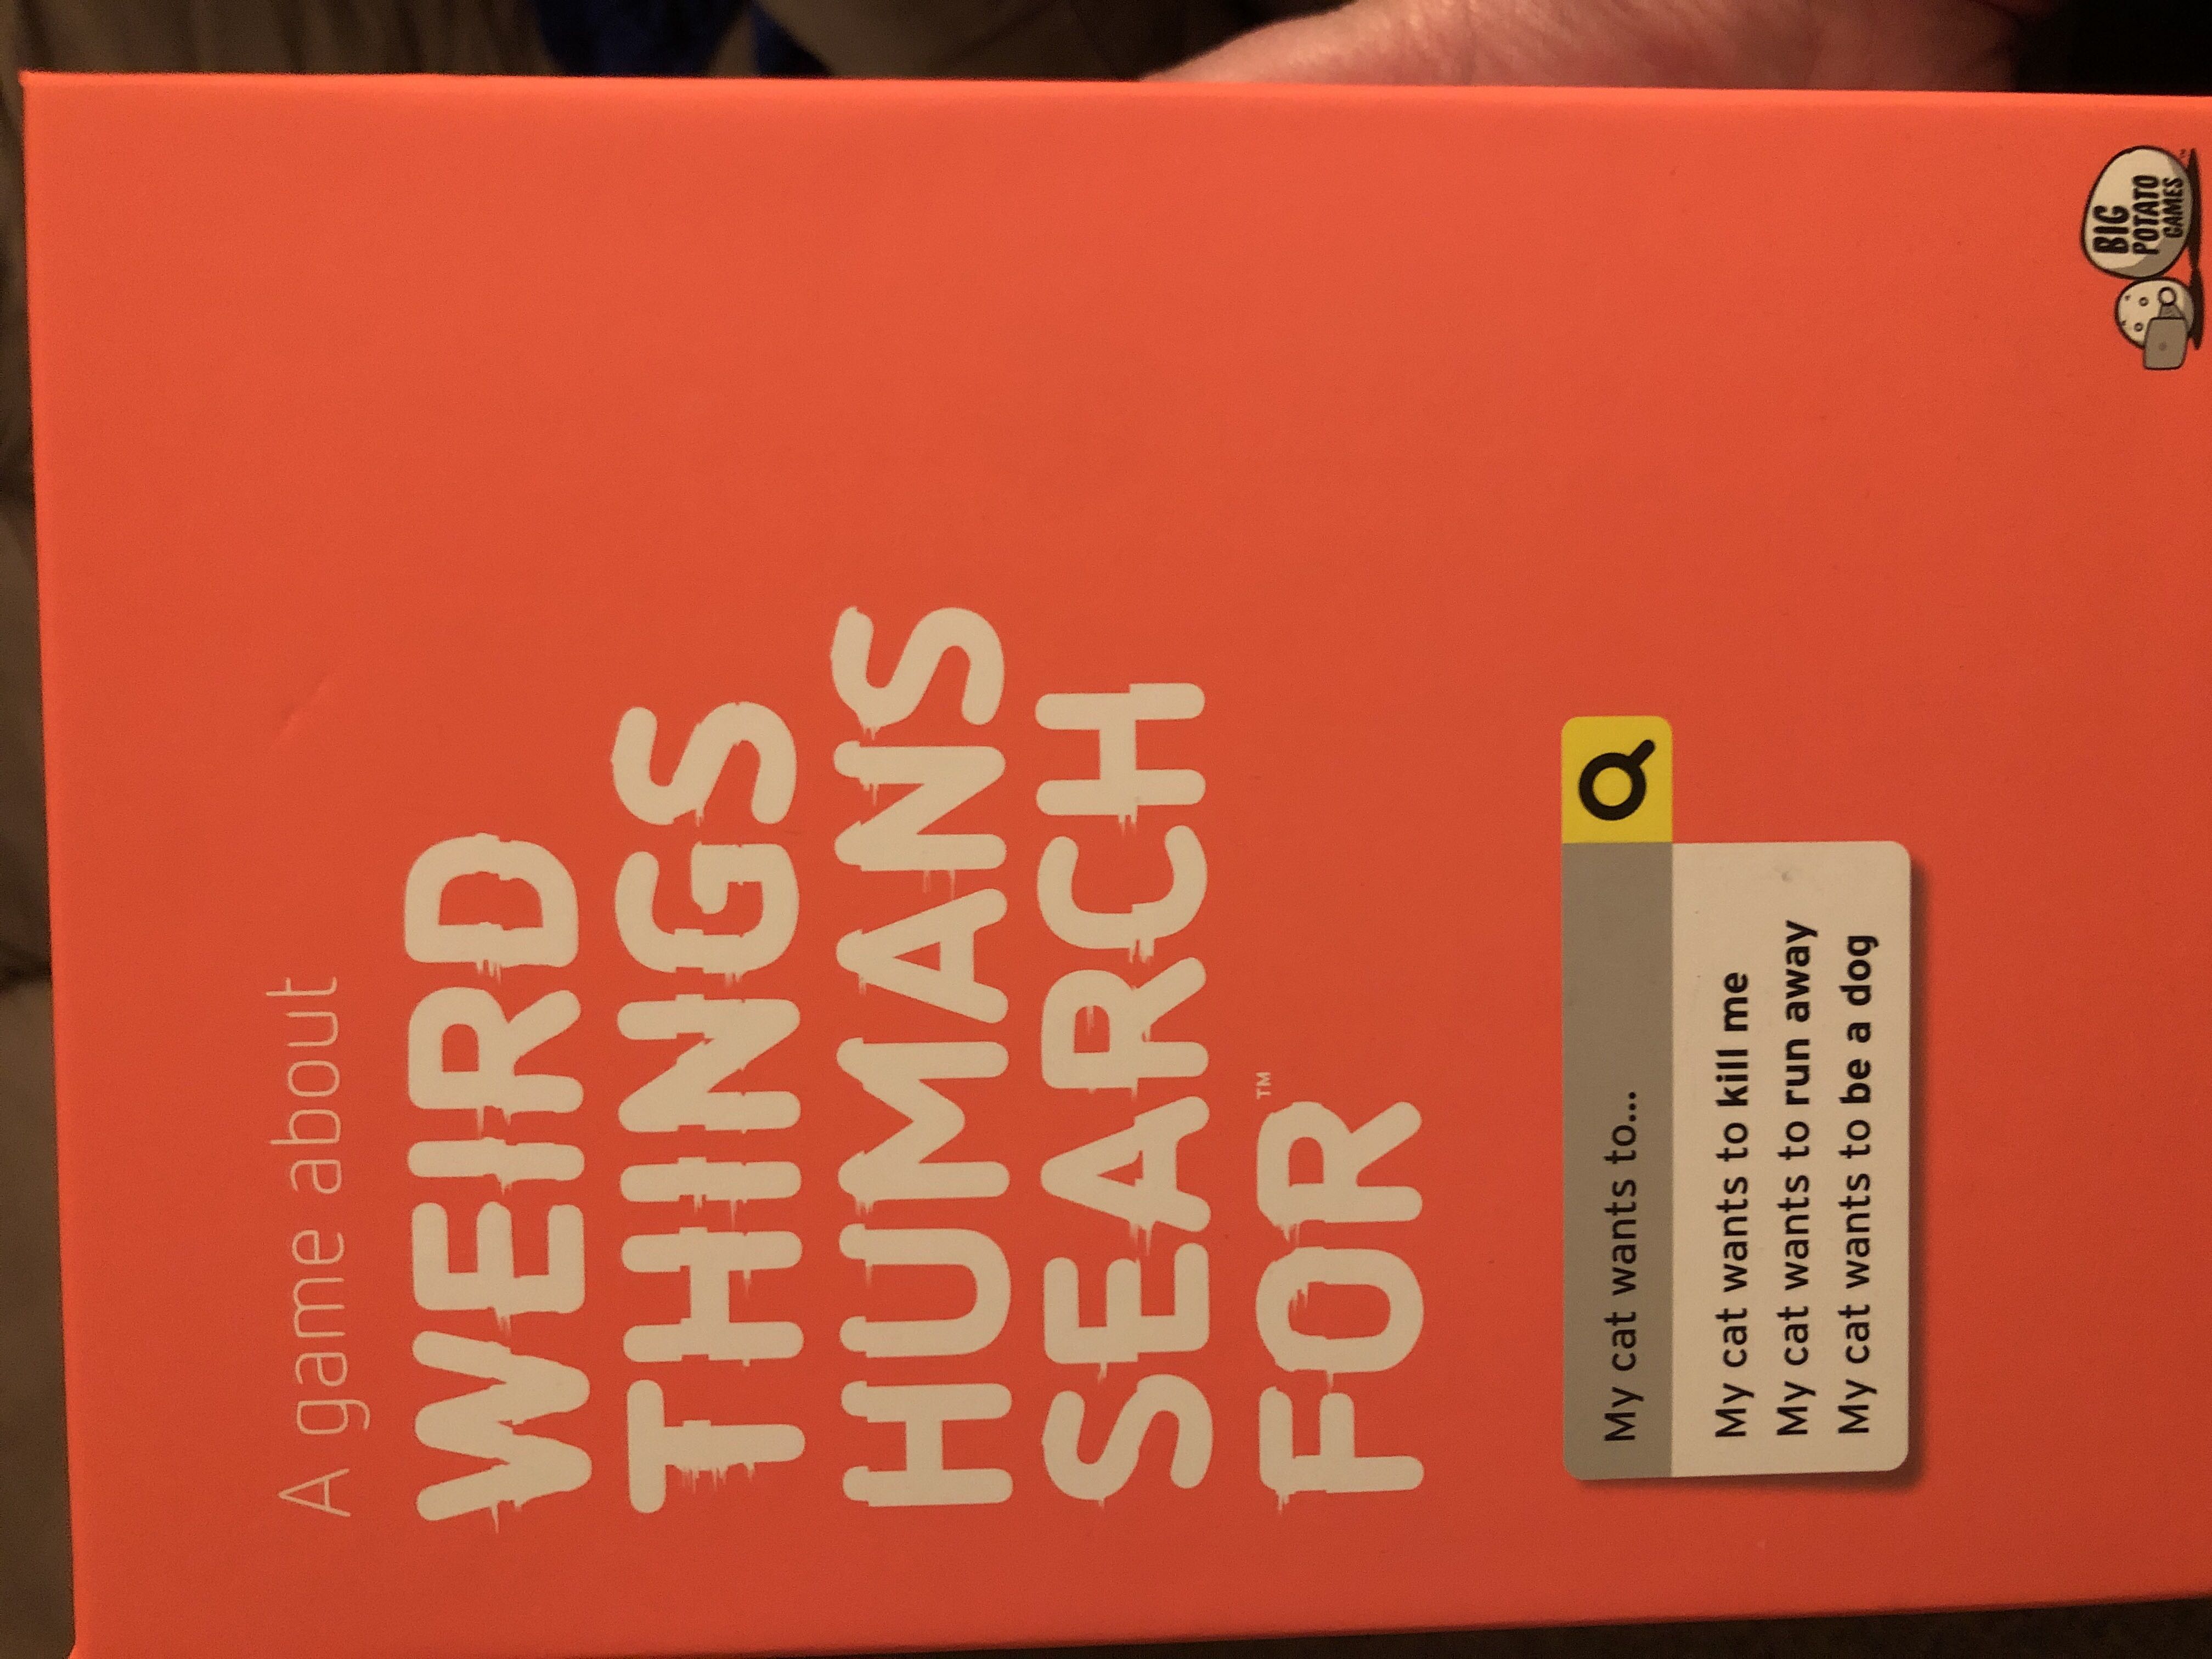 A game about
WEIRD
THINGS
HUMANS
SEARCH
FOR™
My cat wants to...
My cat wants to kill me
My cat wants to run away
My cat wants to be a dog
BIG
POTATO
GAMES